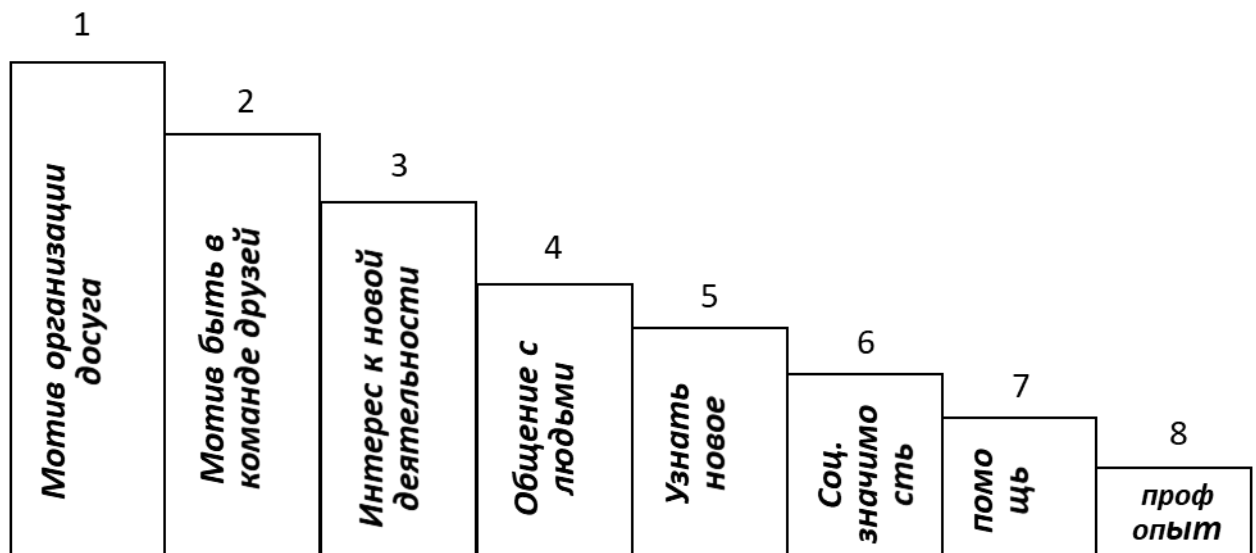 1
Мотив организации
досуга
2
Мотив быть в
команде друзей
3
Интерес к новой
деятельности
4
Общение с
людьми
5
Узнать
новое
6
Соц.
значимо
сть
7
помо
щь
8
проф
опыт